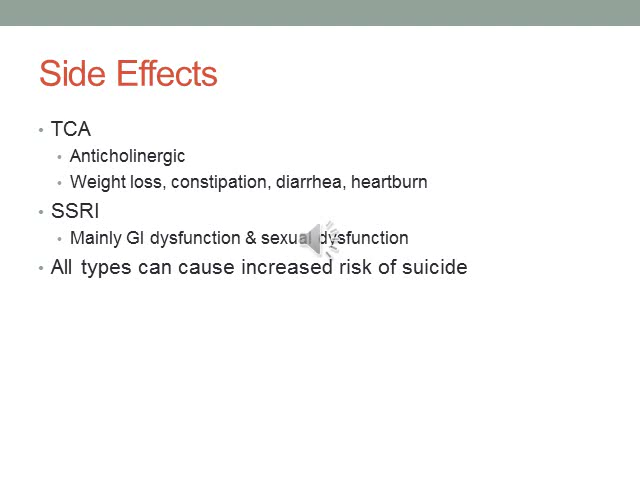 Side Effects
• TCA
• Anticholinergic
• Weight loss, constipation, diarrhea, heartburn
• SSRI
• Mainly GI dysfunction & sexual dysfunction
• All types can cause increased risk of suicide